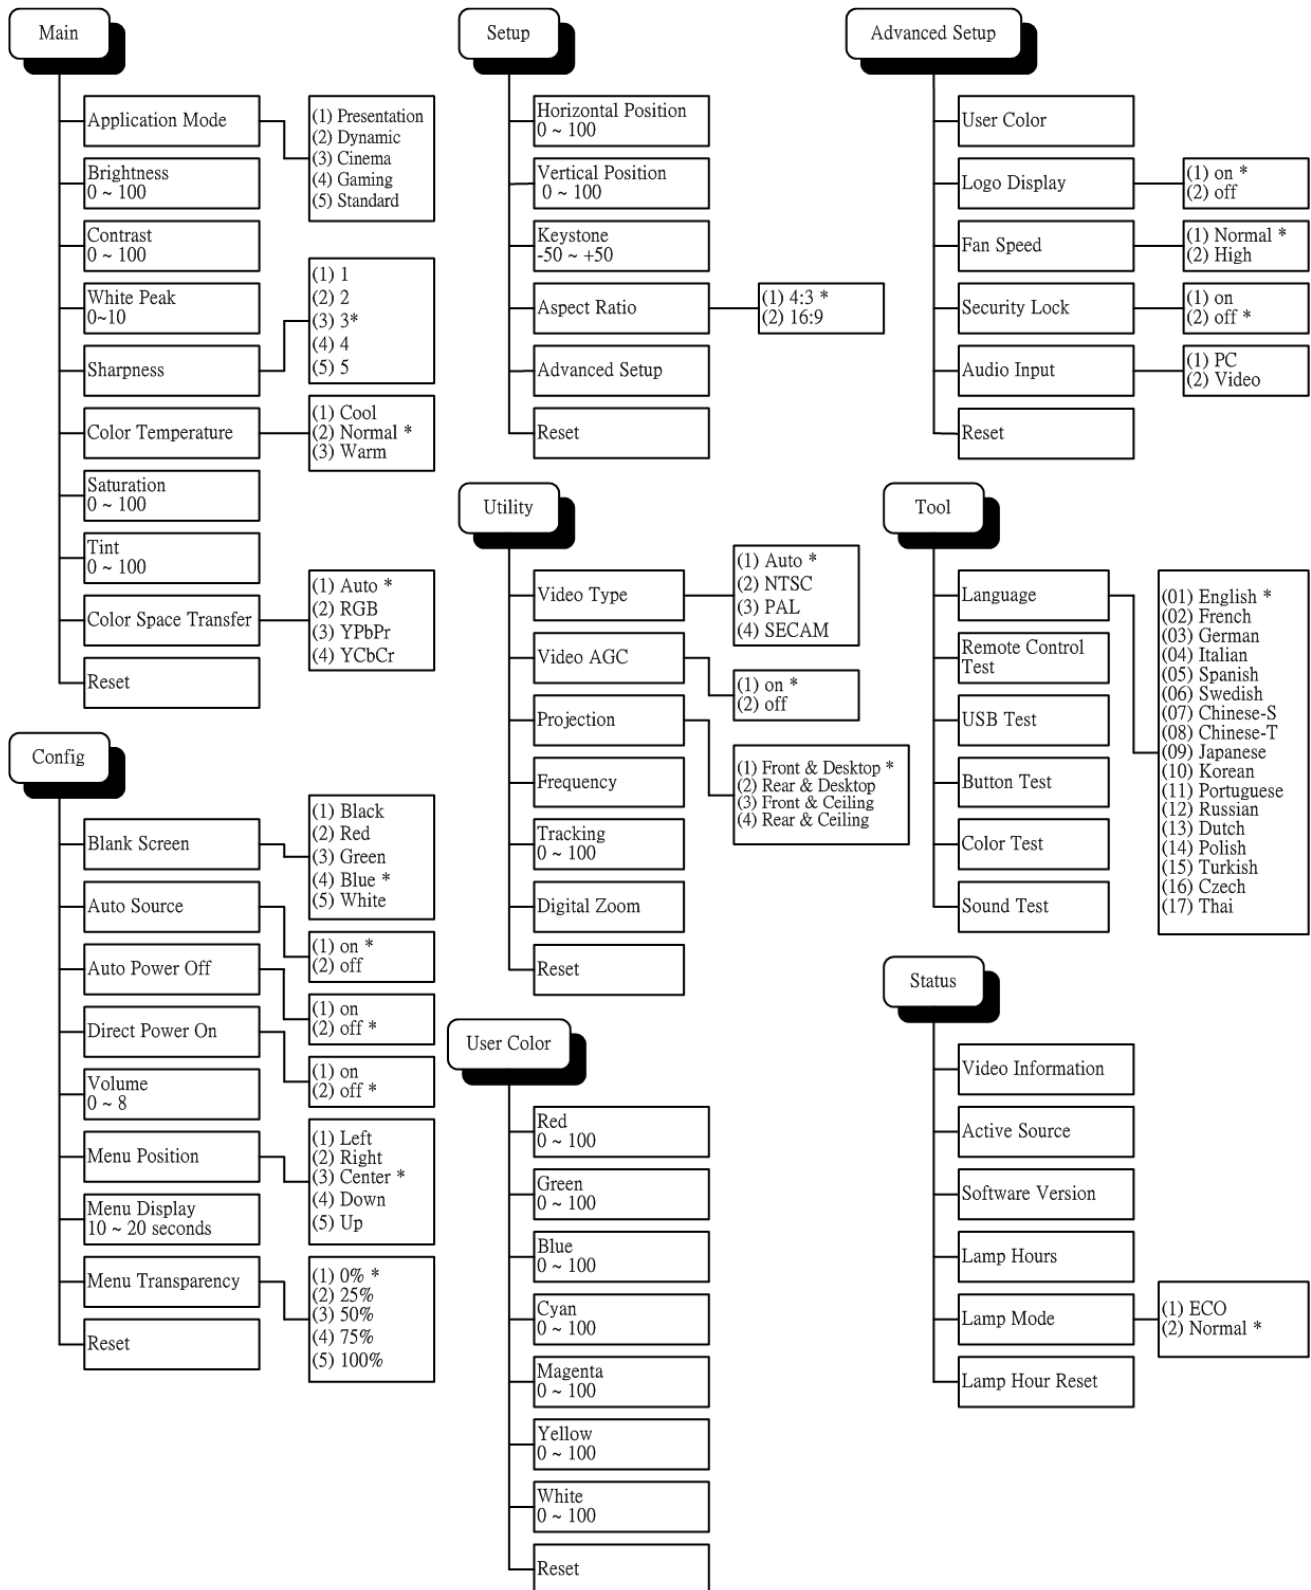 Main
Application Mode
(1) Presentation
(2) Dynamic
(3) Cinema
(4) Gaming
(5) Standard
Brightness
0 ~ 100
Contrast
0 ~ 100
White Peak
0~10
Sharpness
(1) 1
(2) 2
(3) 3*
(4) 4
(5) 5
Color Temperature
(1) Cool
(2) Normal *
(3) Warm
Saturation
0 ~ 100
Tint
0 ~ 100
Color Space Transfer
(1) Auto *
(2) RGB
(3) YPbPr
(4) YCbCr
Reset
Config
Blank Screen
(1) Black
(2) Red
(3) Green
(4) Blue *
(5) White
Auto Source
(1) on *
(2) off
Auto Power Off
(1) on
(2) off *
Direct Power On
(1) on
(2) off *
Volume
0 ~ 8
Menu Position
(1) Left
(2) Right
(3) Center *
(4) Down
(5) Up
Menu Display
10 ~ 20 seconds
Menu Transparency
(1) 0% *
(2) 25%
(3) 50%
(4) 75%
(5) 100%
Reset
Setup
Horizontal Position
0 ~ 100
Vertical Position
0 ~ 100
Keystone
-50 ~ +50
Aspect Ratio
(1) 4:3 *
(2) 16:9
Advanced Setup
Reset
Utility
Video Type
(1) Auto *
(2) NTSC
(3) PAL
(4) SECAM
Video AGC
(1) on *
(2) off
Projection
(1) Front & Desktop *
(2) Rear & Desktop
(3) Front & Ceiling
(4) Rear & Ceiling
Frequency
Tracking
0 ~ 100
Digital Zoom
Reset
User Color
Red
0 ~ 100
Green
0 ~ 100
Blue
0 ~ 100
Cyan
0 ~ 100
Magenta
0 ~ 100
Yellow
0 ~ 100
White
0 ~ 100
Reset
Advanced Setup
User Color
Logo Display
(1) on *
(2) off
Fan Speed
(1) Normal *
(2) High
Security Lock
(1) on
(2) off *
Audio Input
(1) PC
(2) Video
Reset
Tool
Language
(01) English *
(02) French
(03) German
(04) Italian
(05) Spanish
(06) Swedish
(07) Chinese-S
(08) Chinese-T
(09) Japanese
(10) Korean
(11) Portuguese
(12) Russian
(13) Dutch
(14) Polish
(15) Turkish
(16) Czech
(17) Thai
Remote Control
Test
USB Test
Button Test
Color Test
Sound Test
Status
Video Information
Active Source
Software Version
Lamp Hours
Lamp Mode
(1) ECO
(2) Normal *
Lamp Hour Reset